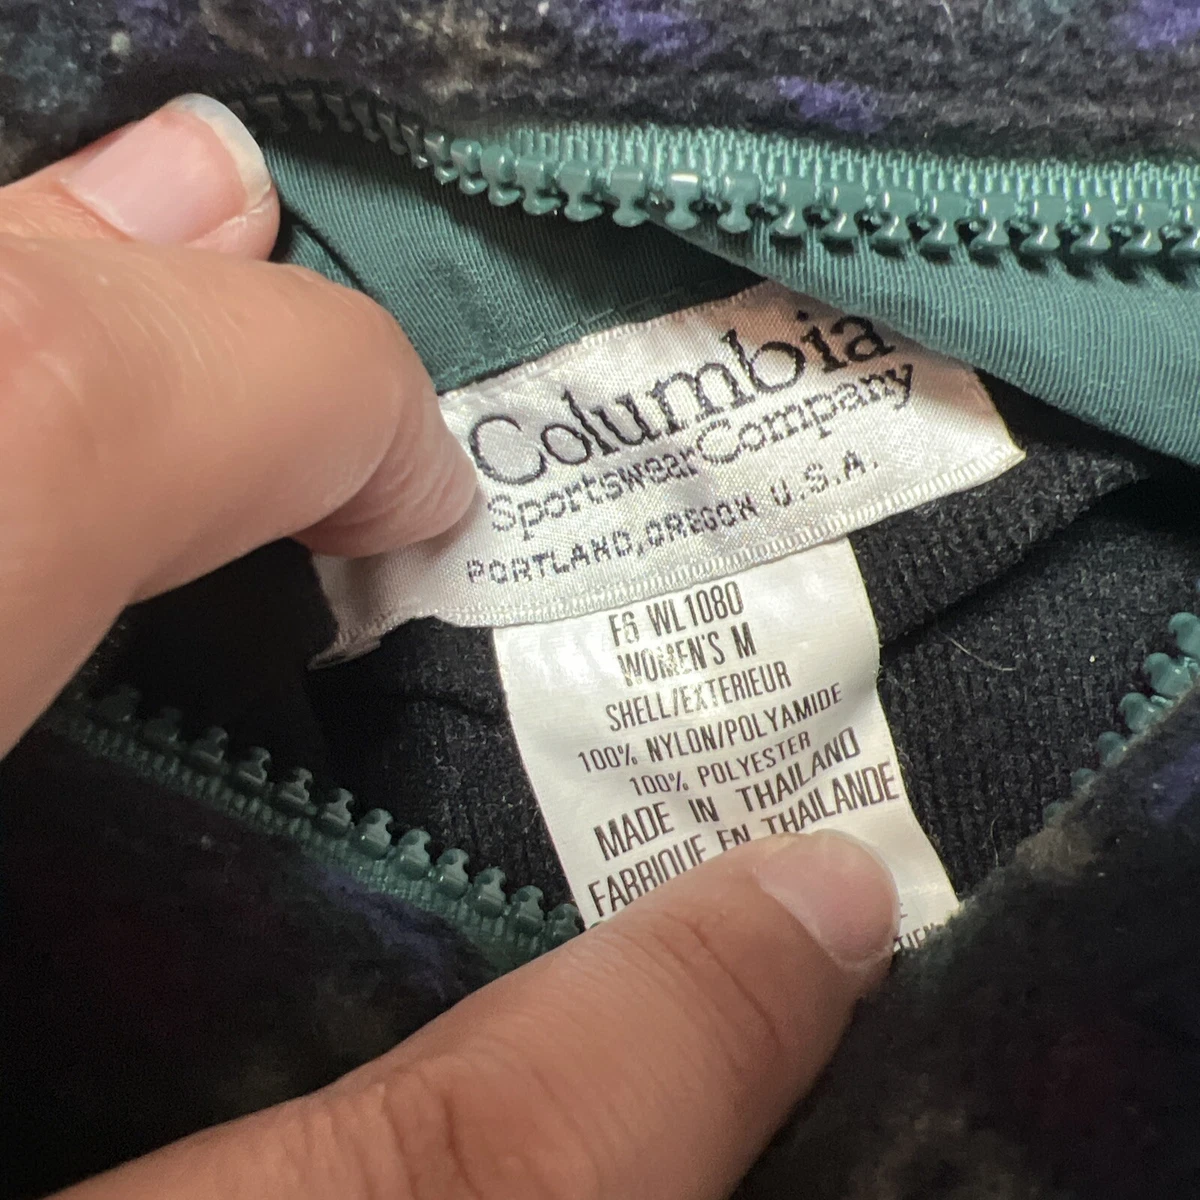 Columbia
Sportswear Company
PORTLAND, OREGON U.S.A.
F6 WL1080
WOMEN'S M
SHELL/EXTERIEUR
100% NYLON/POLYAMIDE
100% POLYESTER
MADE IN THAILAND
FABRIQUE EN THAILANDE